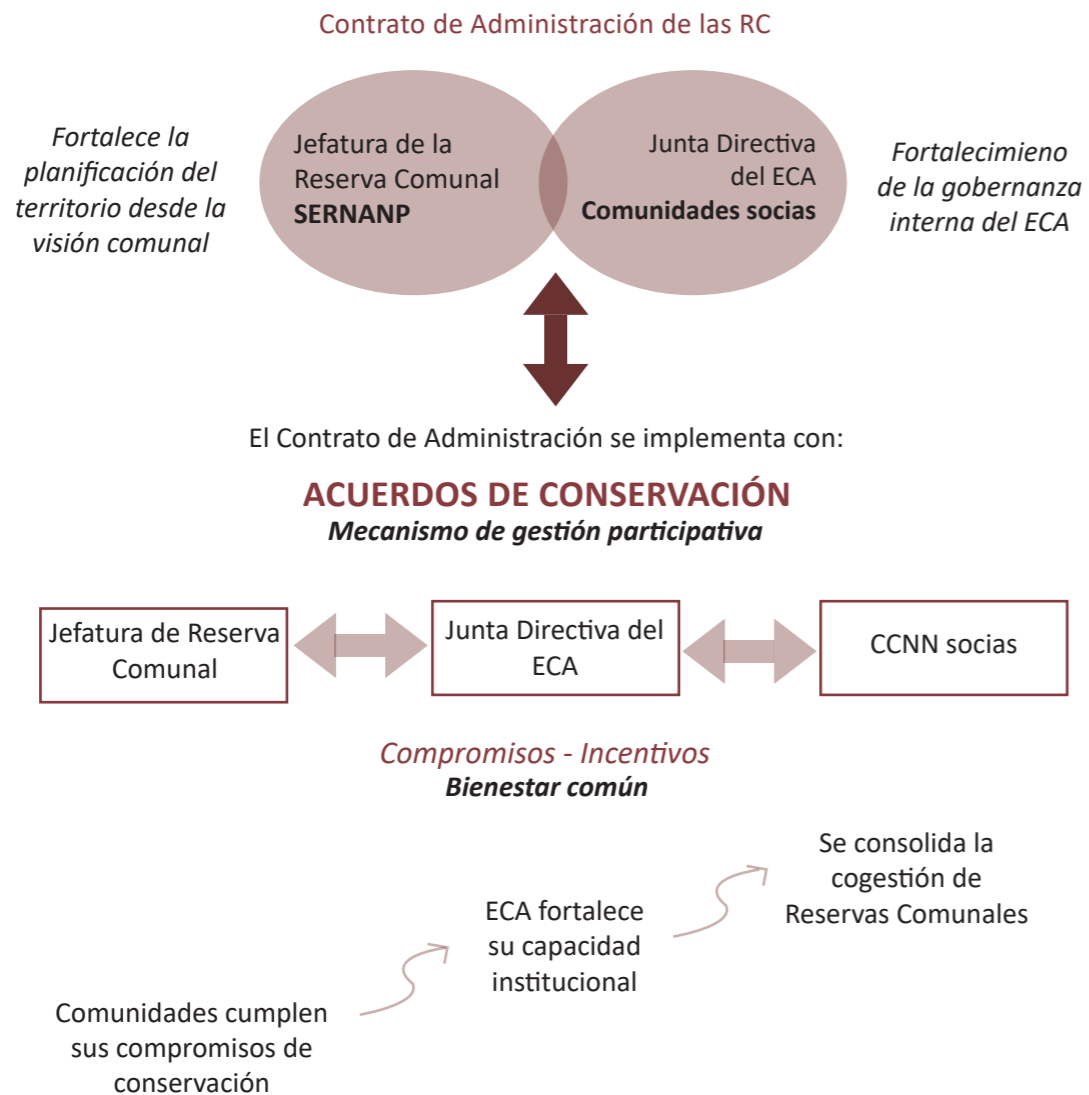 Contrato de Administración de las RC
Fortalece la
planificación del
territorio desde la
visión comunal
Jefatura de la
Reserva Comunal
SERNANP
Junta Directiva
del ECA
Comunidades socias
Fortalecimieno
de la gobernanza
interna del ECA
El Contrato de Administración se implementa con:
ACUERDOS DE CONSERVACIÓN
Mecanismo de gestión participativa
Jefatura de Reserva
Comunal
Junta Directiva del
ECA
CCNN socias
Compromisos - Incentivos
Bienestar común
Comunidades cumplen
sus compromisos de
conservación
ECA fortalece
su capacidad
institucional
Se consolida la
cogestión de
Reservas Comunales